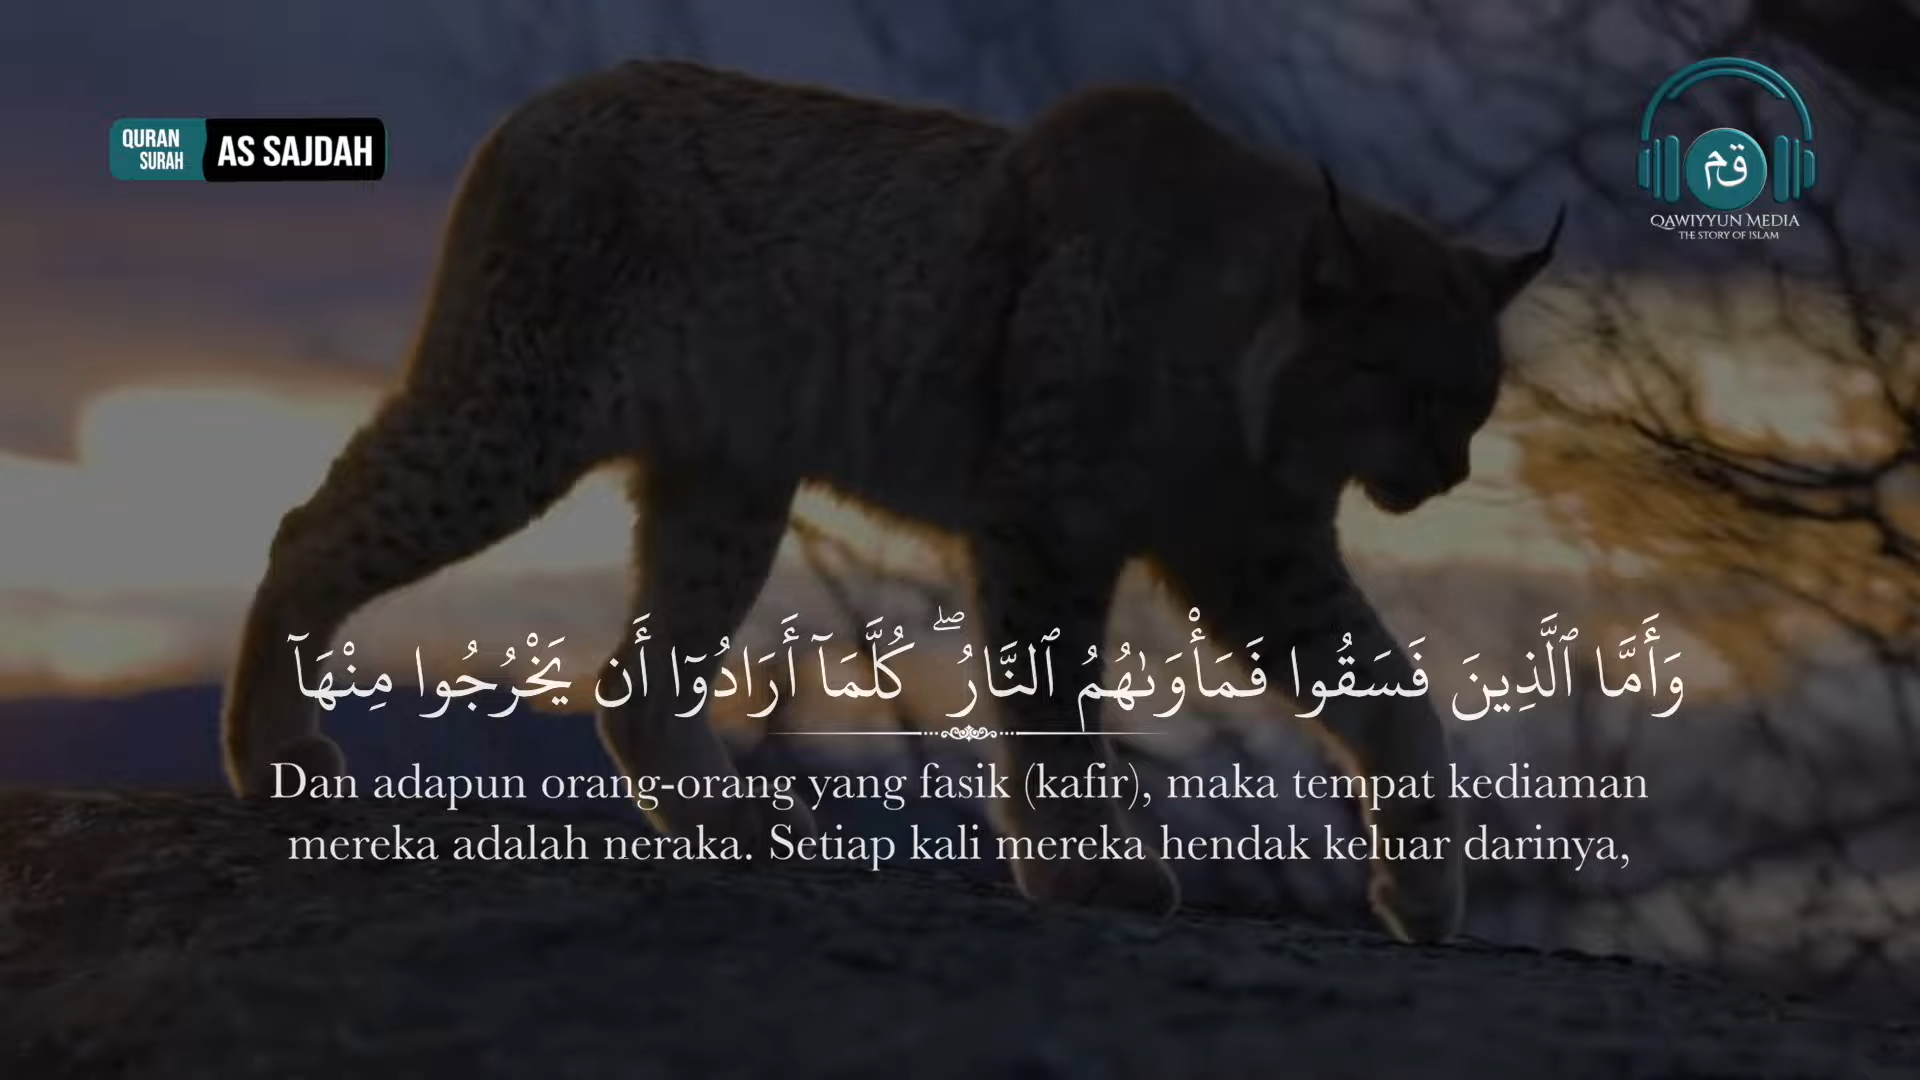 QURAN
SURAH
AS SAJDAH
قم
QAWIYYUN MEDIA
THE STORY OF ISLAM
وَأَمَّا ٱلَّذِينَ فَسَقُوا فَمَأْوَىٰهُمُ ٱلنَّارُ ۖ كُلَّمَآ أَرَادُوٓا أَن يَخْرُجُوا مِنْهَآ
Dan adapun orang-orang yang fasik (kafir), maka tempat kediaman
mereka adalah neraka. Setiap kali mereka hendak keluar darinya,